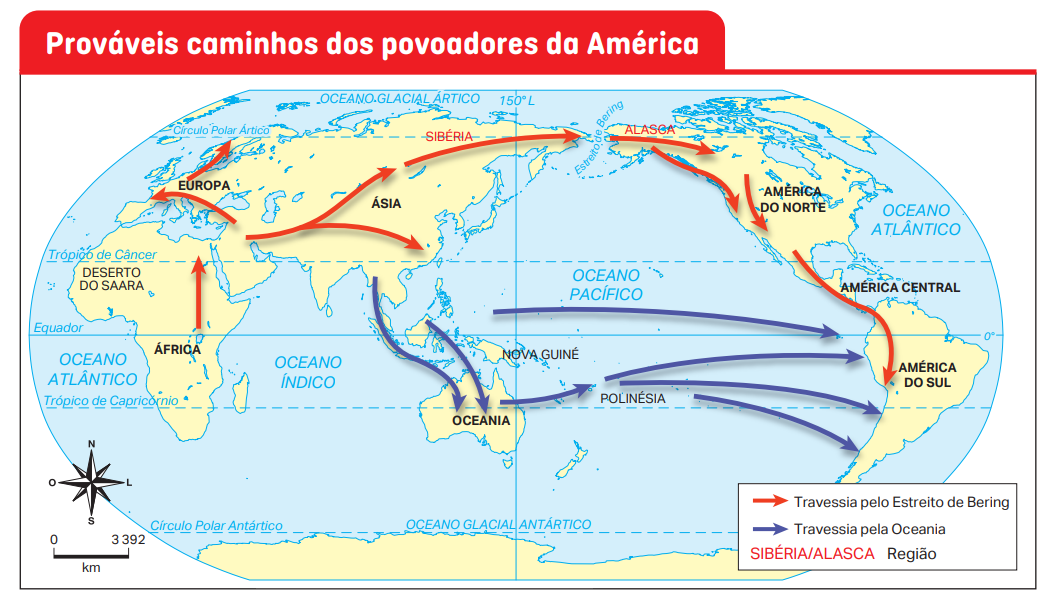 Prováveis caminhos dos povoadores da América
OCEANO GLACIAL ÁRTICO
150° L
Círculo Polar Ártico
SIBÉRIA
Estreito de Bering
ALASCA
EUROPA
ÁSIA
AMÉRICA
DO NORTE
OCEANO
ATLÂNTICO
Trópico de Câncer
DESERTO
DO SAARA
OCEANO
PACÍFICO
AMÉRICA CENTRAL
Equador
0°
ÁFRICA
NOVA GUINÉ
OCEANO
ATLÂNTICO
OCEANO
ÍNDICO
AMÉRICA
DO SUL
Trópico de Capricórnio
POLINÉSIA
OCEANIA
N
O
L
S
Círculo Polar Antártico
OCEANO GLACIAL ANTÁRTICO
0
3 392
km
Travessia pelo Estreito de Bering
Travessia pela Oceania
SIBÉRIA/ALASCA Região